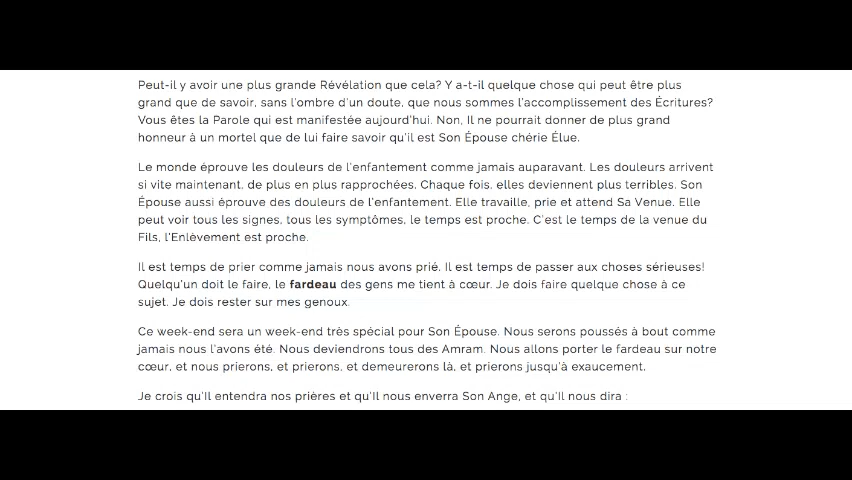 Peut-il y avoir une plus grande Révélation que cela? Y a-t-il quelque chose qui peut être plus
grand que de savoir, sans l'ombre d'un doute, que nous sommes l'accomplissement des Écritures?
Vous êtes la Parole qui est manifestée aujourd'hui. Non, Il ne pourrait donner de plus grand
honneur à un mortel que de lui faire savoir qu'il est Son Épouse chérie Élue.
Le monde éprouve les douleurs de l'enfantement comme jamais auparavant. Les douleurs arrivent
si vite maintenant, de plus en plus rapprochées. Chaque fois, elles deviennent plus terribles. Son
Épouse aussi éprouve des douleurs de l'enfantement. Elle travaille, prie et attend Sa Venue. Elle
peut voir tous les signes, tous les symptômes, le temps est proche. C'est le temps de la venue du
Fils, l'Enlèvement est proche.
Il est temps de prier comme jamais nous avons prié. Il est temps de passer aux choses sérieuses!
Quelqu'un doit le faire, le fardeau des gens me tient à cœur. Je dois faire quelque chose à ce
sujet. Je dois rester sur mes genoux.
Ce week-end sera un week-end très spécial pour Son Épouse. Nous serons poussés à bout comme
jamais nous l'avons été. Nous deviendrons tous des Amram. Nous allons porter le fardeau sur notre
cœur, et nous prierons, et prierons, et demeurerons là, et prierons jusqu'à exaucement.
Je crois qu'Il entendra nos prières et qu'Il nous enverra Son Ange, et qu'Il nous dira :